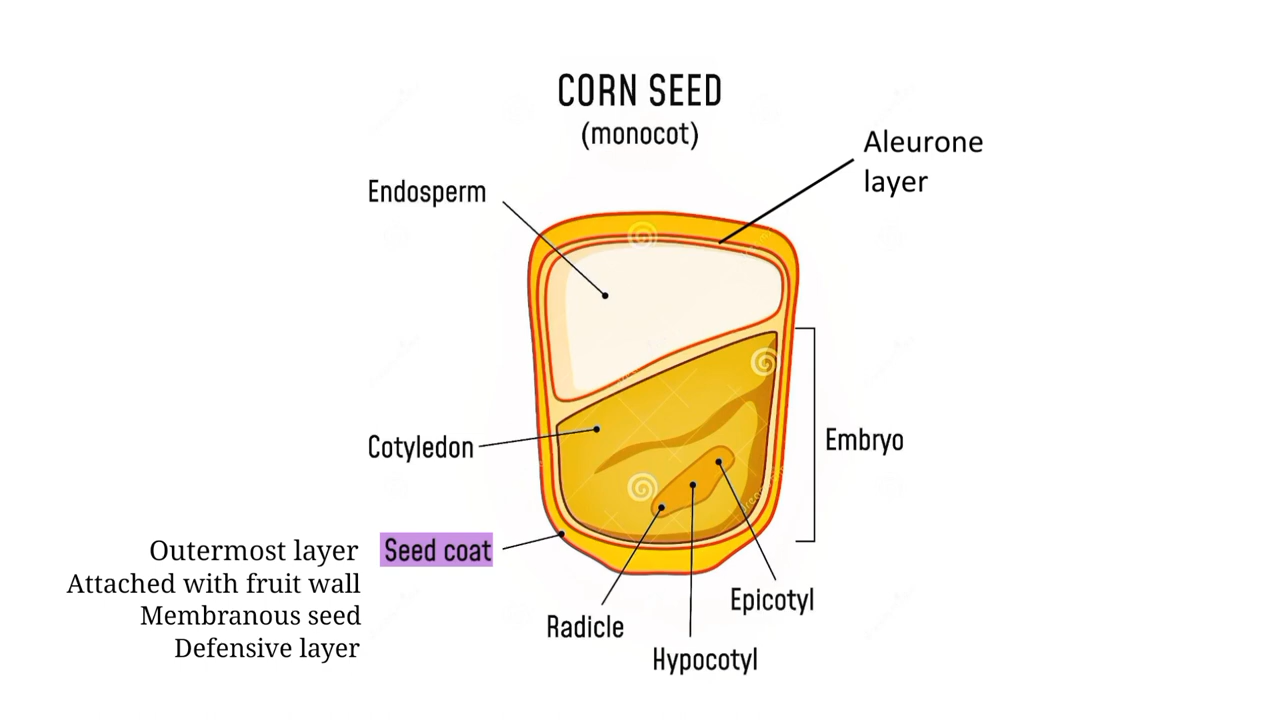 CORN SEED
(monocot)
Aleurone
layer
Endosperm
Cotyledon
Embryo
Seed coat
Outermost layer
Attached with fruit wall
Membranous seed
Defensive layer
Epicotyl
Radicle
Hypocotyl